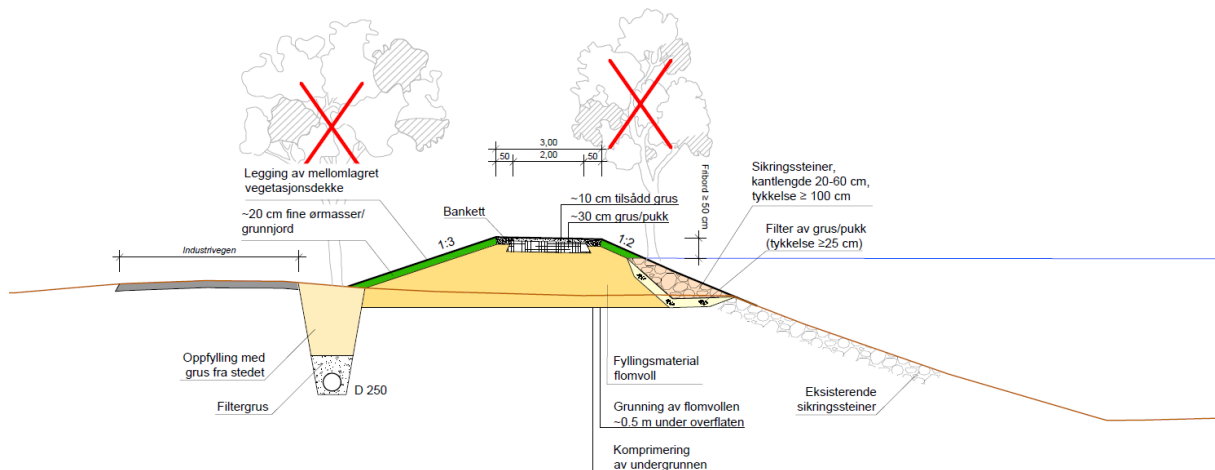 3,00
50
2,00
50
Legging av mellomlagret
vegetasjonsdekke
~20 cm fine ørmasser/
grunnjord
Bankett
~10 cm tilsådd grus
~30 cm grus/pukk
Fribord ≥ 50 cm
Sikringssteiner,
kantlengde 20-60 cm,
tykkelse ≥ 100 cm
Filter av grus/pukk
(tykkelse ≥25 cm)
1:3
1:2
Industrivegen
Oppfylling med
grus fra stedet
Filtergrus
D 250
Fyllingsmaterial
flomvoll
Grunning av flomvollen
~0.5 m under overflaten
Komprimering
av undergrunnen
Eksisterende
sikringssteiner